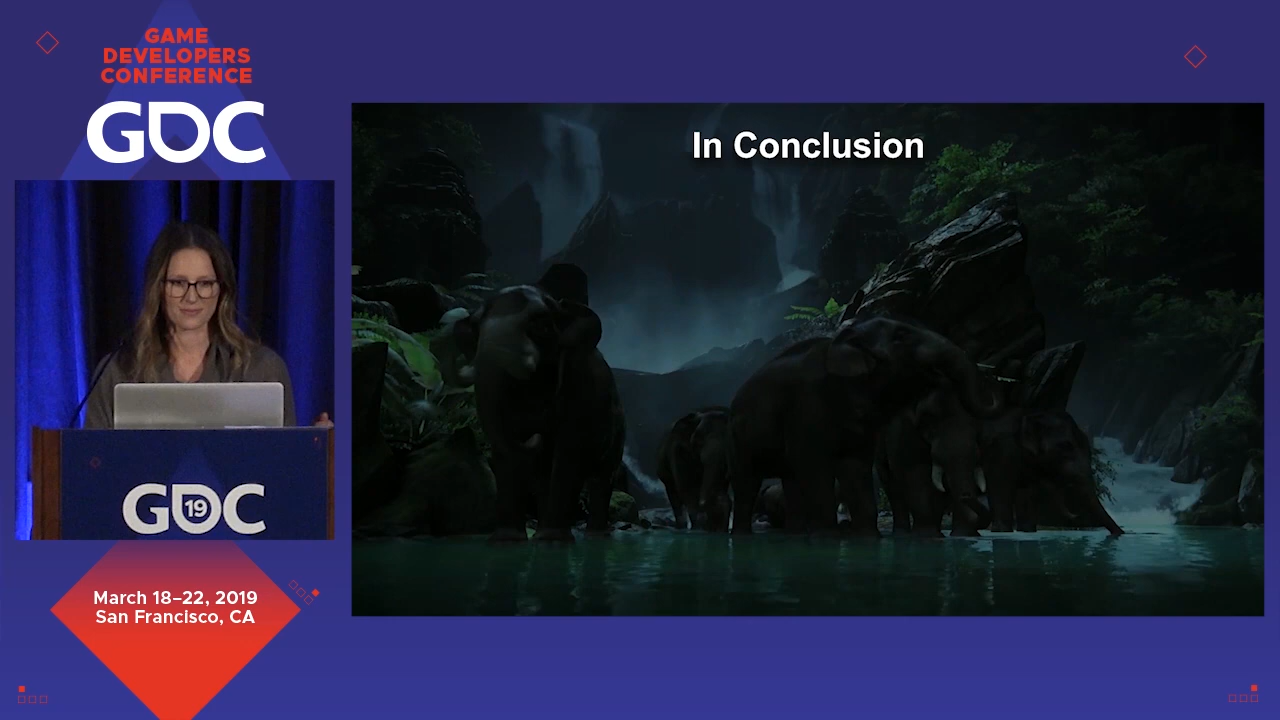 GAME
DEVELOPERS
CONFERENCE
GDC
In Conclusion
GDC
19
March 18–22, 2019
San Francisco, CA